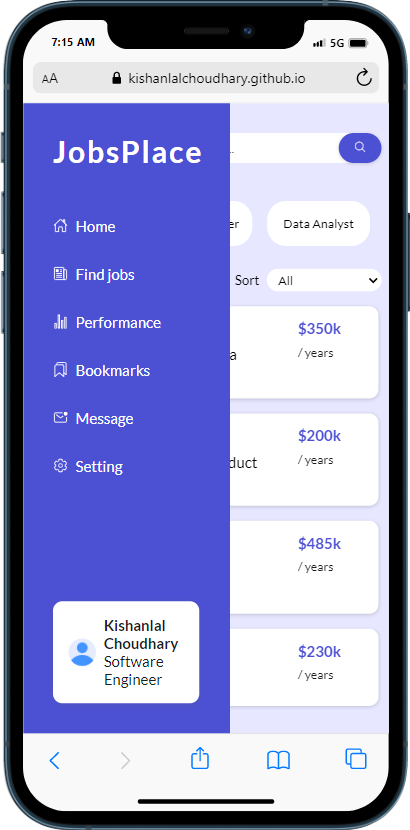 7:15 AM
5G
AA
kishanlalchoudhary.github.io
JobsPlace
..
er
Data Analyst
Home
Find jobs
Performance
Bookmarks
Message
Setting
Sort
All
$350k
a
/ years
$200k
duct
/ years
$485k
/ years
$230k
/ years
Kishanlal
Choudhary
Software
Engineer